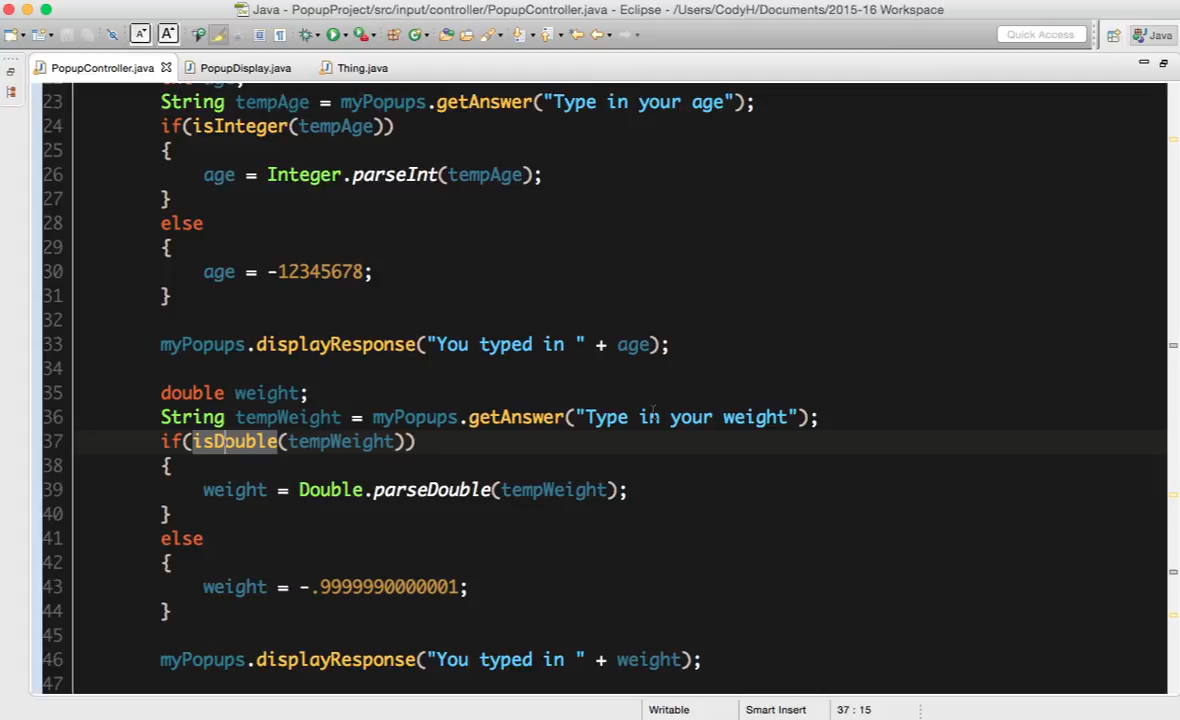 Java - PopupProject/src/input/controller/PopupController.java - Eclipse - /Users/CodyH/Documents/2015-16 Workspace
Quick Access
Java
PopupController.java
PopupDisplay.java
Thing.java
23 String tempAge = myPopups.getAnswer("Type in your age");
24 if(isInteger(tempAge))
25 {
26 age = Integer.parseInt(tempAge);
27 }
28 else
29 {
30 age = -12345678;
31 }
32
33 myPopups.displayResponse("You typed in " + age);
34
35 double weight;
36 String tempWeight = myPopups.getAnswer("Type in your weight");
37 if(isDouble(tempWeight))
38 {
39 weight = Double.parseDouble(tempWeight);
40 }
41 else
42 {
43 weight = -.9999990000001;
44 }
45
46 myPopups.displayResponse("You typed in " + weight);
47
Writable
Smart Insert
37 : 15